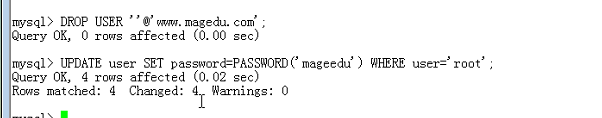 mysql> DROP USER ''@'www.magedu.com';
Query OK, 0 rows affected (0.00 sec)
mysql> UPDATE user SET password=PASSWORD('mageedu') WHERE user='root';
Query OK, 4 rows affected (0.02 sec)
Rows matched: 4  Changed: 4  Warnings: 0
mysql>